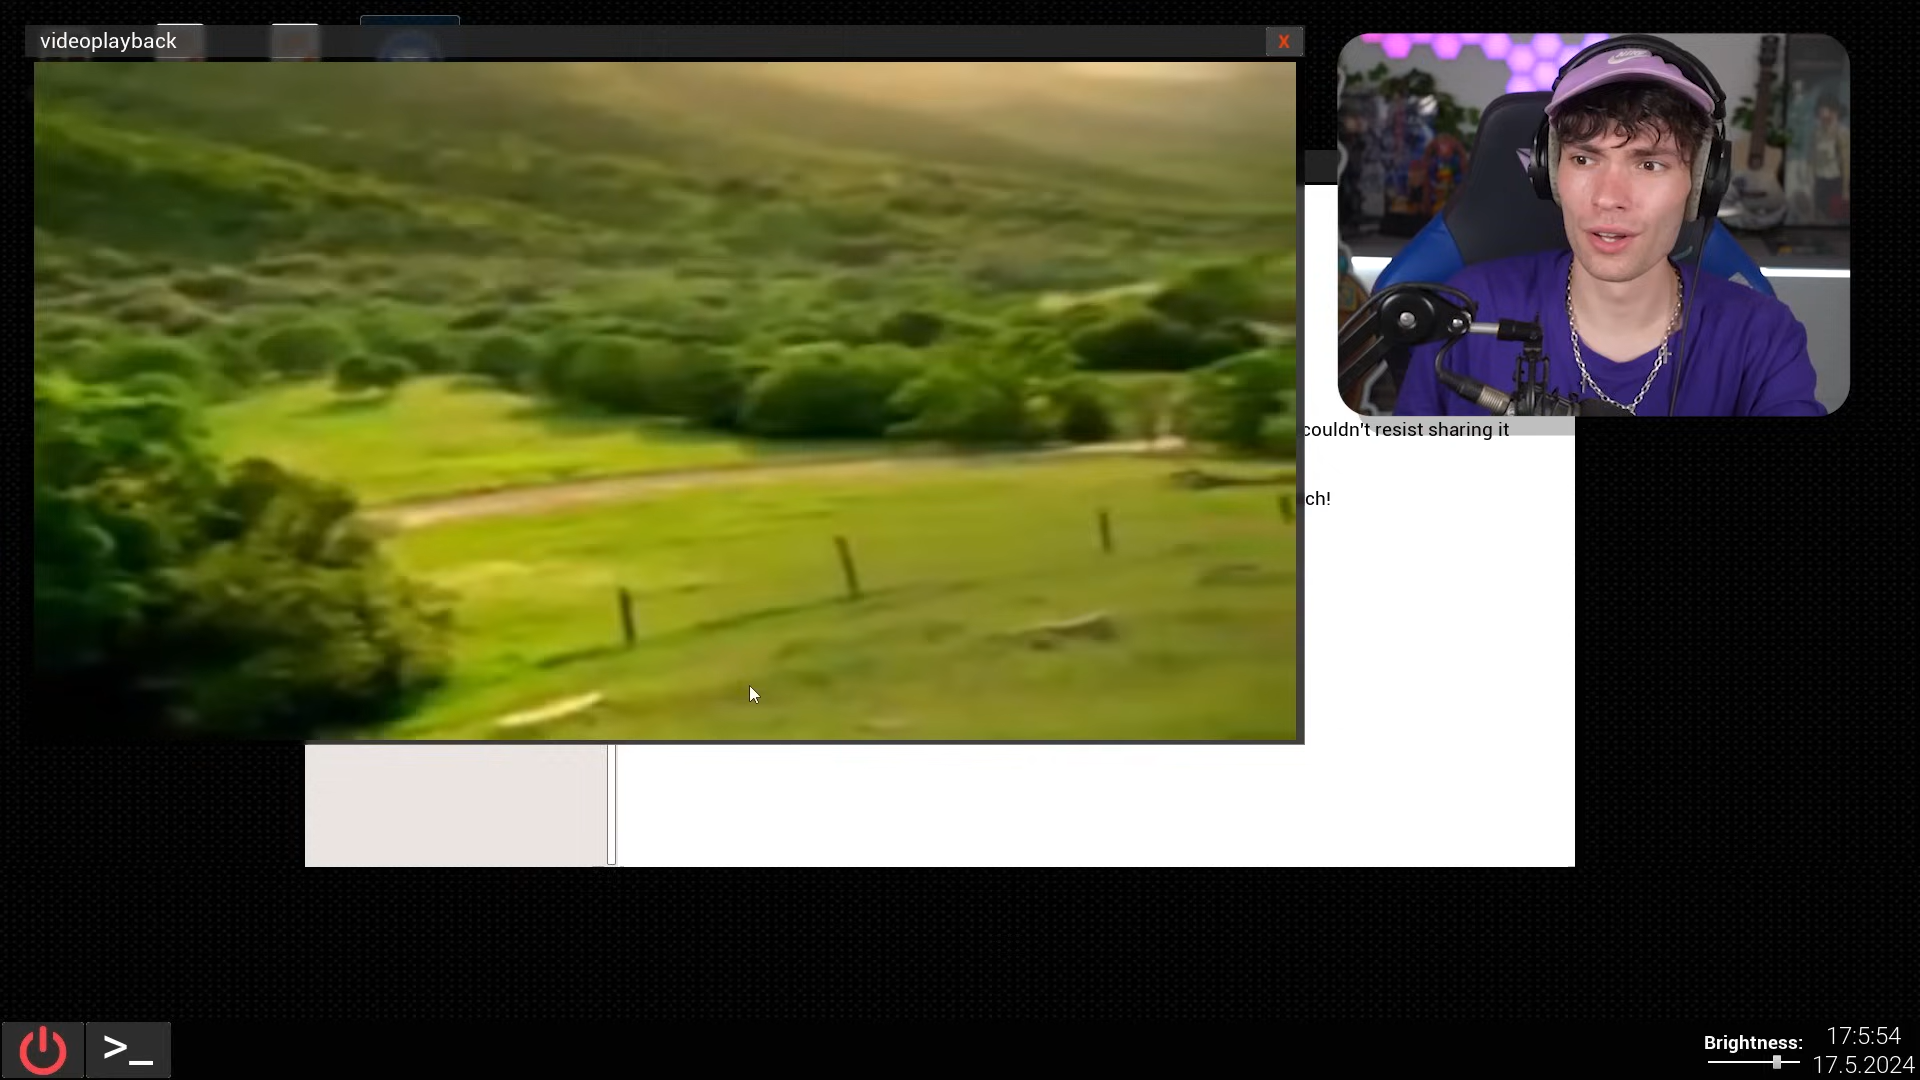 videoplayback
X
couldn't resist sharing it
ch!
>_
Brightness:
17:5:54
17.5.2024